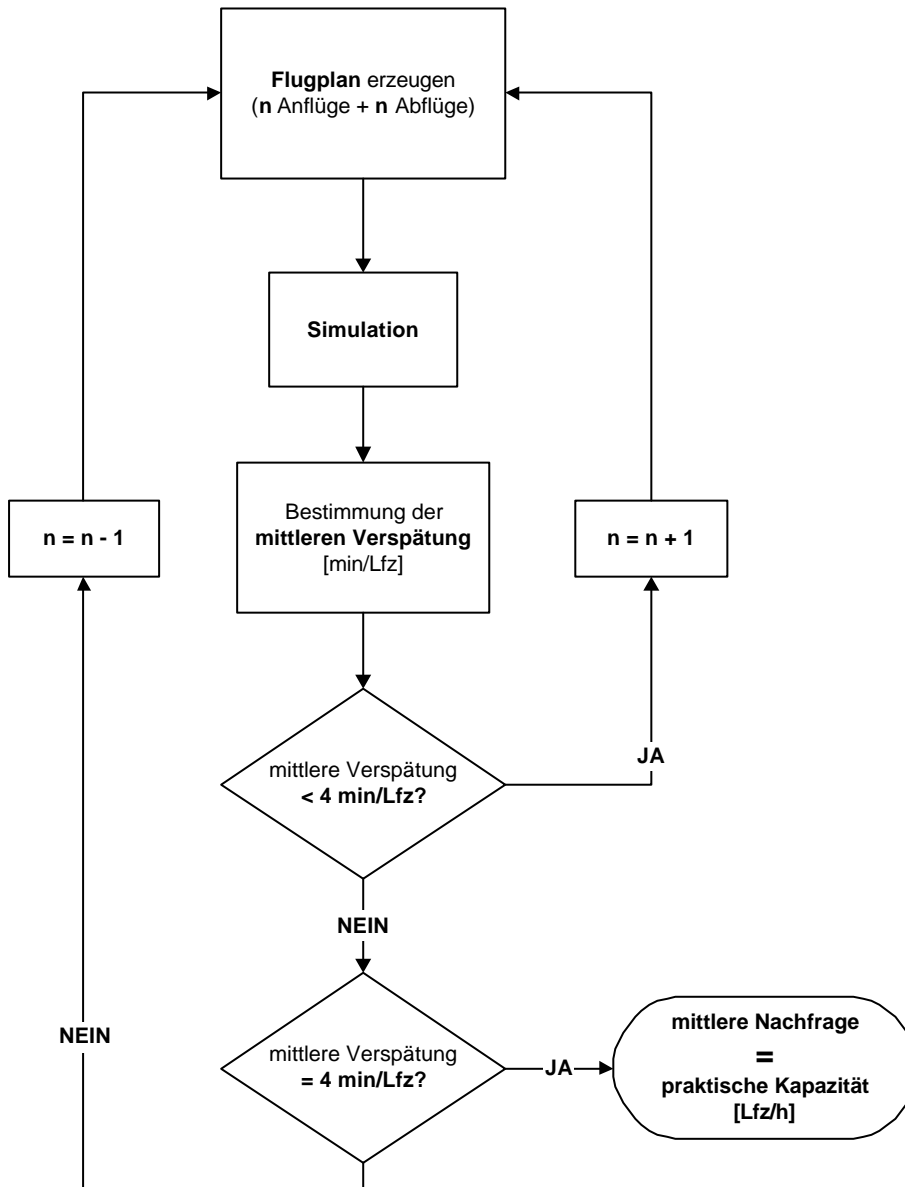 Flugplan erzeugen
(n Anflüge + n Abflüge)
Simulation
Bestimmung der
mittleren Verspätung
[min/Lfz]
n = n - 1
n = n + 1
mittlere Verspätung
< 4 min/Lfz?
JA
NEIN
mittlere Verspätung
= 4 min/Lfz?
JA
mittlere Nachfrage
=
praktische Kapazität
[Lfz/h]
NEIN